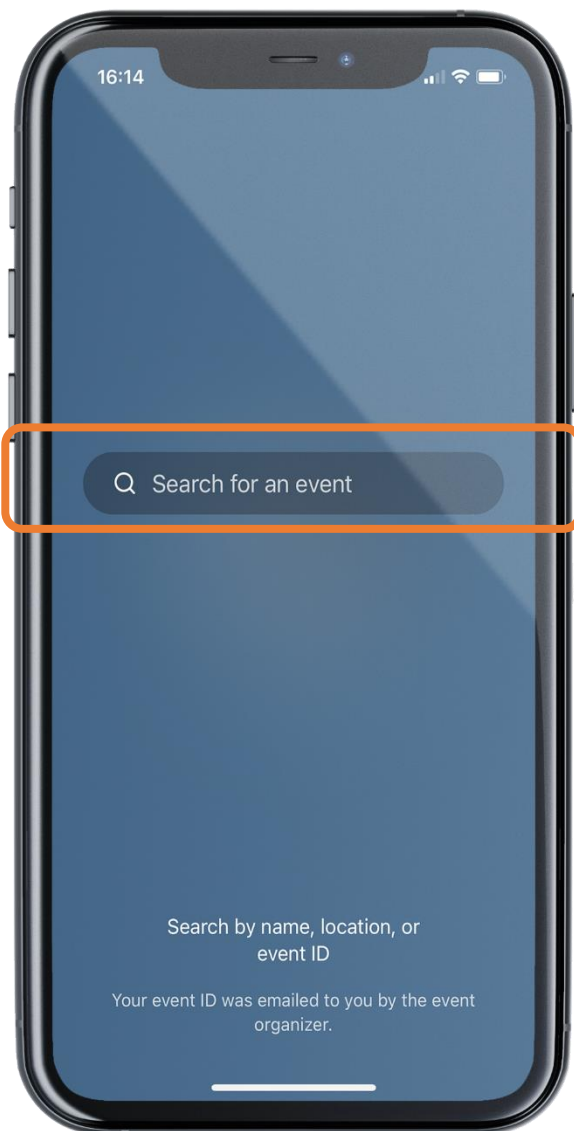 16:14
Search for an event
Search by name, location, or
event ID
Your event ID was emailed to you by the event
organizer.